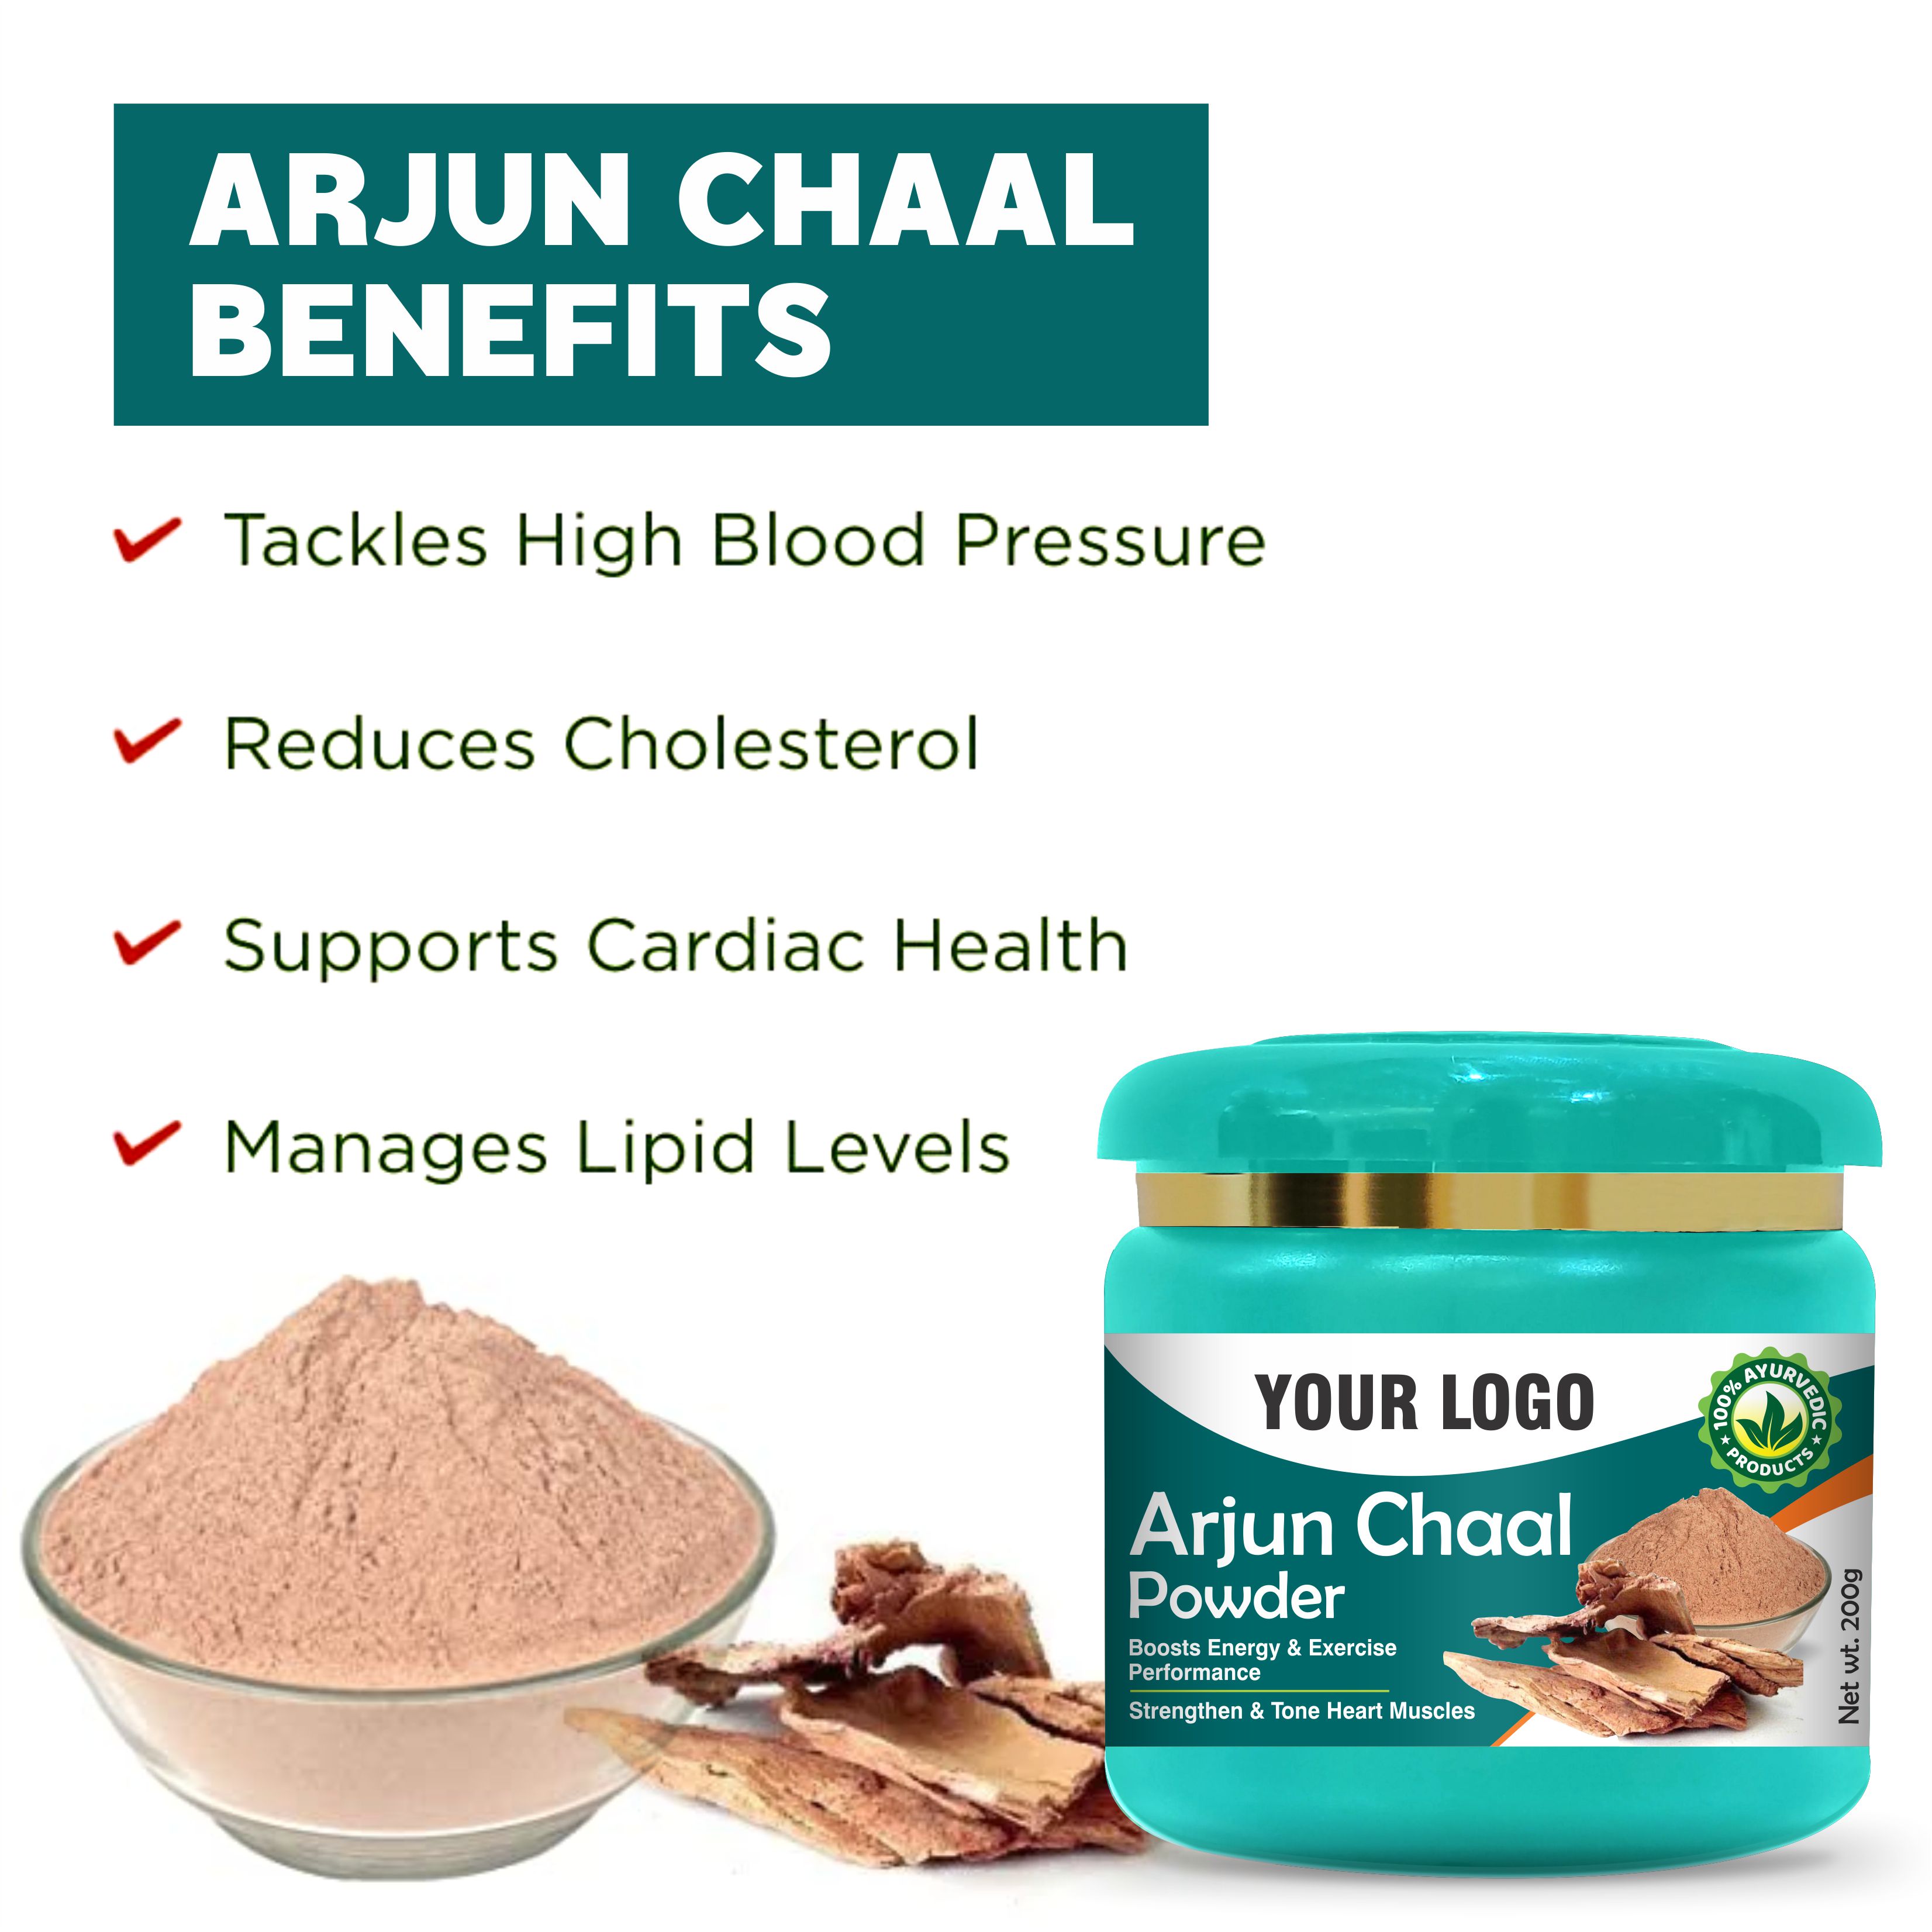 ARJUN CHAAL
BENEFITS
Tackles High Blood Pressure
Reduces Cholesterol
Supports Cardiac Health
Manages Lipid Levels
YOUR LOGO
100% AYURVEDIC
PRODUCTS
Arjun Chaal
Powder
Boosts Energy & Exercise
Performance
Strengthen & Tone Heart Muscles
Net wt. 200g